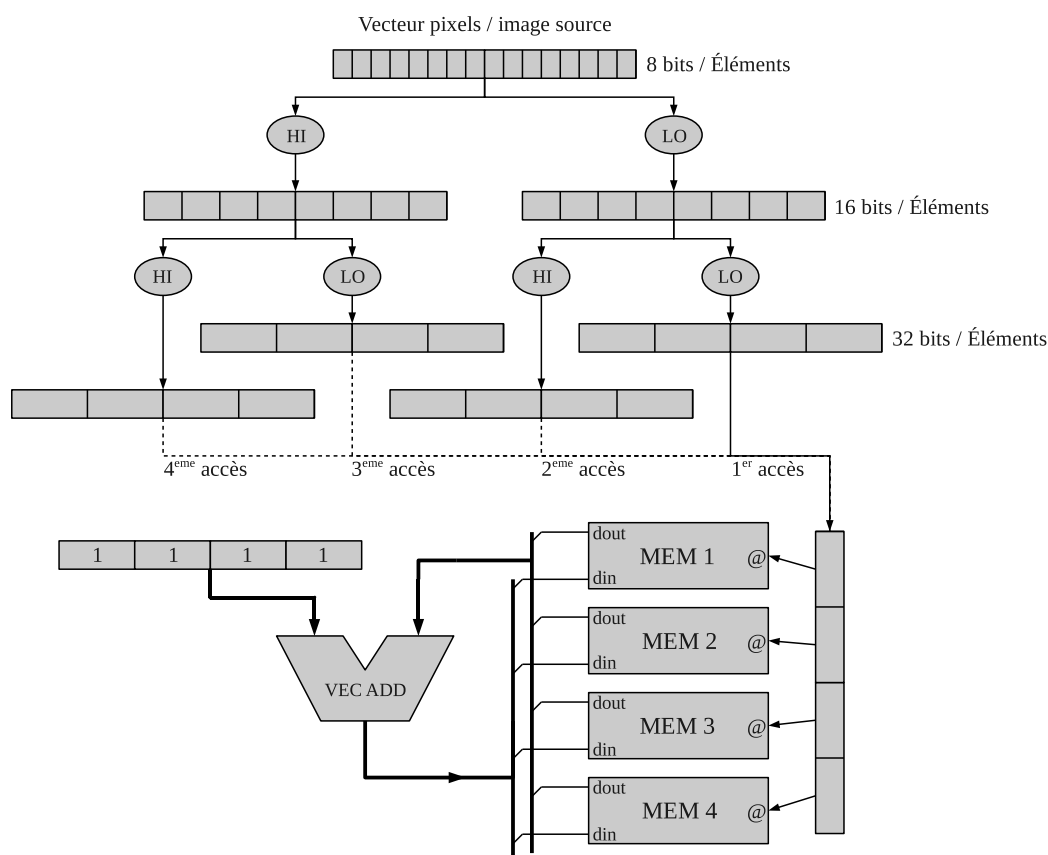 Vecteur pixels / image source
8 bits / Éléments
HI
LO
16 bits / Éléments
HI
LO
HI
LO
32 bits / Éléments
4eme accès
3eme accès
2eme accès
1er accès
1 1 1 1
dout
MEM 1 @
din
dout
MEM 2 @
din
VEC ADD
dout
MEM 3 @
din
dout
MEM 4 @
din